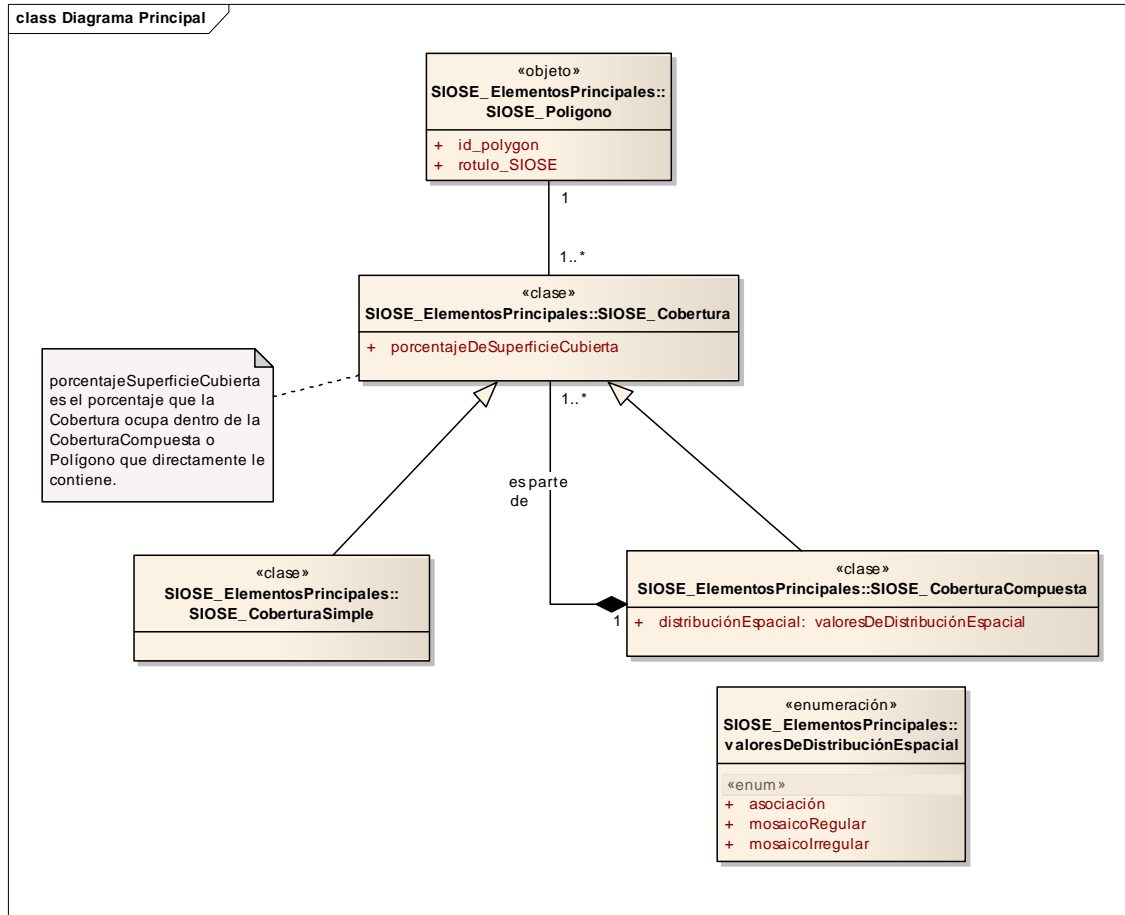 class Diagrama Principal
«objeto»
SIOSE_ElementosPrincipales::
SIOSE_Poligono
+ id_polygon
+ rotulo_SIOSE
1
1..*
«clase»
SIOSE_ElementosPrincipales::SIOSE_Cobertura
+ porcentajeDeSuperficieCubierta
porcentajeSuperficieCubierta
es el porcentaje que la
Cobertura ocupa dentro de la
CoberturaCompuesta o
Polígono que directamente le
contiene.
1..*
es parte
de
«clase»
SIOSE_ElementosPrincipales::
SIOSE_CoberturaSimple
«clase»
SIOSE_ElementosPrincipales::SIOSE_CoberturaCompuesta
1
+ distribuciónEspacial: valoresDeDistribuciónEspacial
«enumeración»
SIOSE_ElementosPrincipales::
valoresDeDistribuciónEspacial
«enum»
+ asociación
+ mosaicoRegular
+ mosaicoIrregular